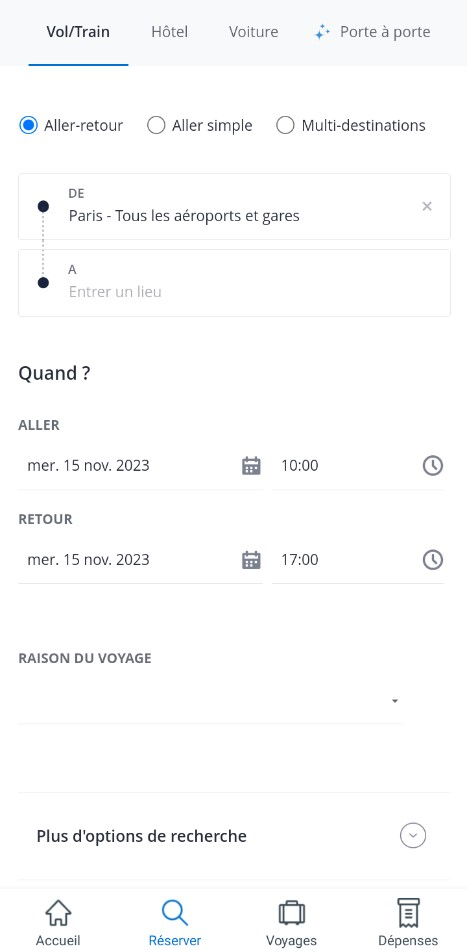 Vol/Train Hôtel Voiture Porte à porte
Aller-retour Aller simple Multi-destinations
DE
Paris - Tous les aéroports et gares
A
Entrer un lieu
Quand ?
ALLER
mer. 15 nov. 2023 10:00
RETOUR
mer. 15 nov. 2023 17:00
RAISON DU VOYAGE
Plus d'options de recherche
Accueil Réserver Voyages Dépenses